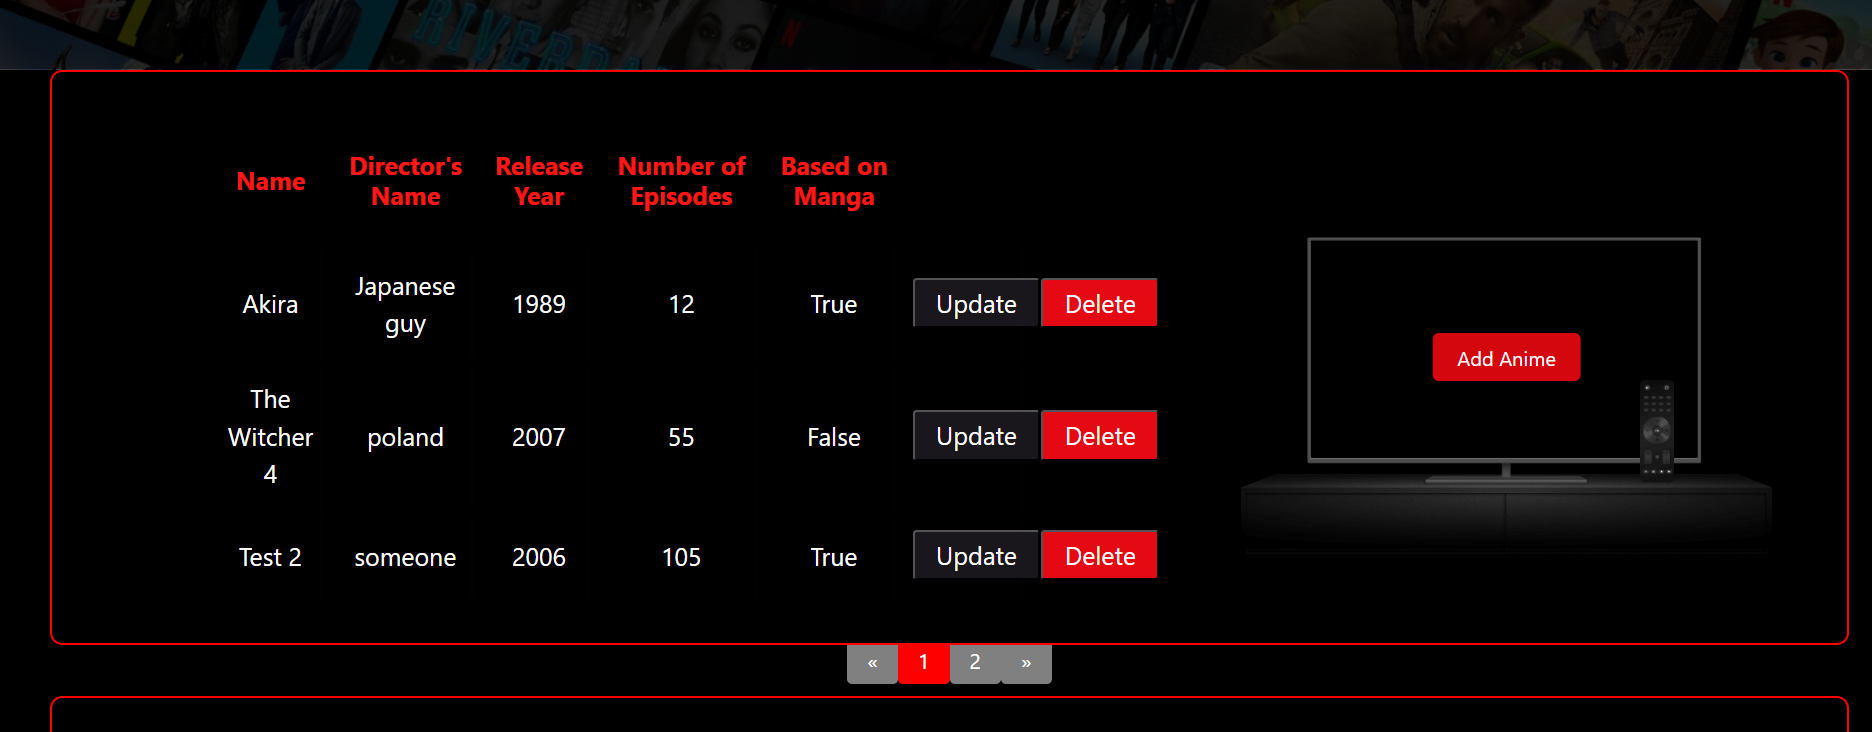 RIVERDA
Name
Director's
Name
Release
Year
Number of
Episodes
Based on
Manga
Akira
Japanese
guy
1989
12
True
Update
Delete
The
Witcher
4
poland
2007
55
False
Update
Delete
Test 2
someone
2006
105
True
Update
Delete
Add Anime
«
1
2
»